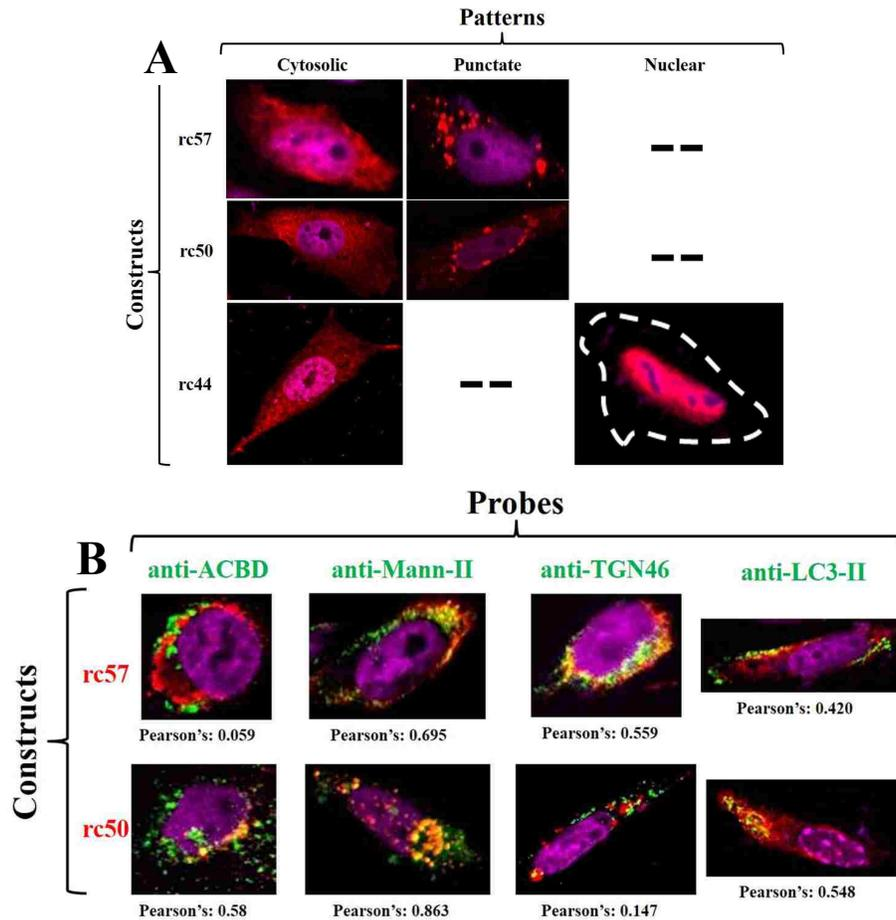 Patterns
A
Cytosolic Punctate Nuclear
Constructs
rc57
rc50
rc44
Probes
B
anti-ACBD anti-Mann-II anti-TGN46 anti-LC3-II
Constructs
rc57
Pearson's: 0.059 Pearson's: 0.695 Pearson's: 0.559 Pearson's: 0.420
rc50
Pearson's: 0.58 Pearson's: 0.863 Pearson's: 0.147 Pearson's: 0.548